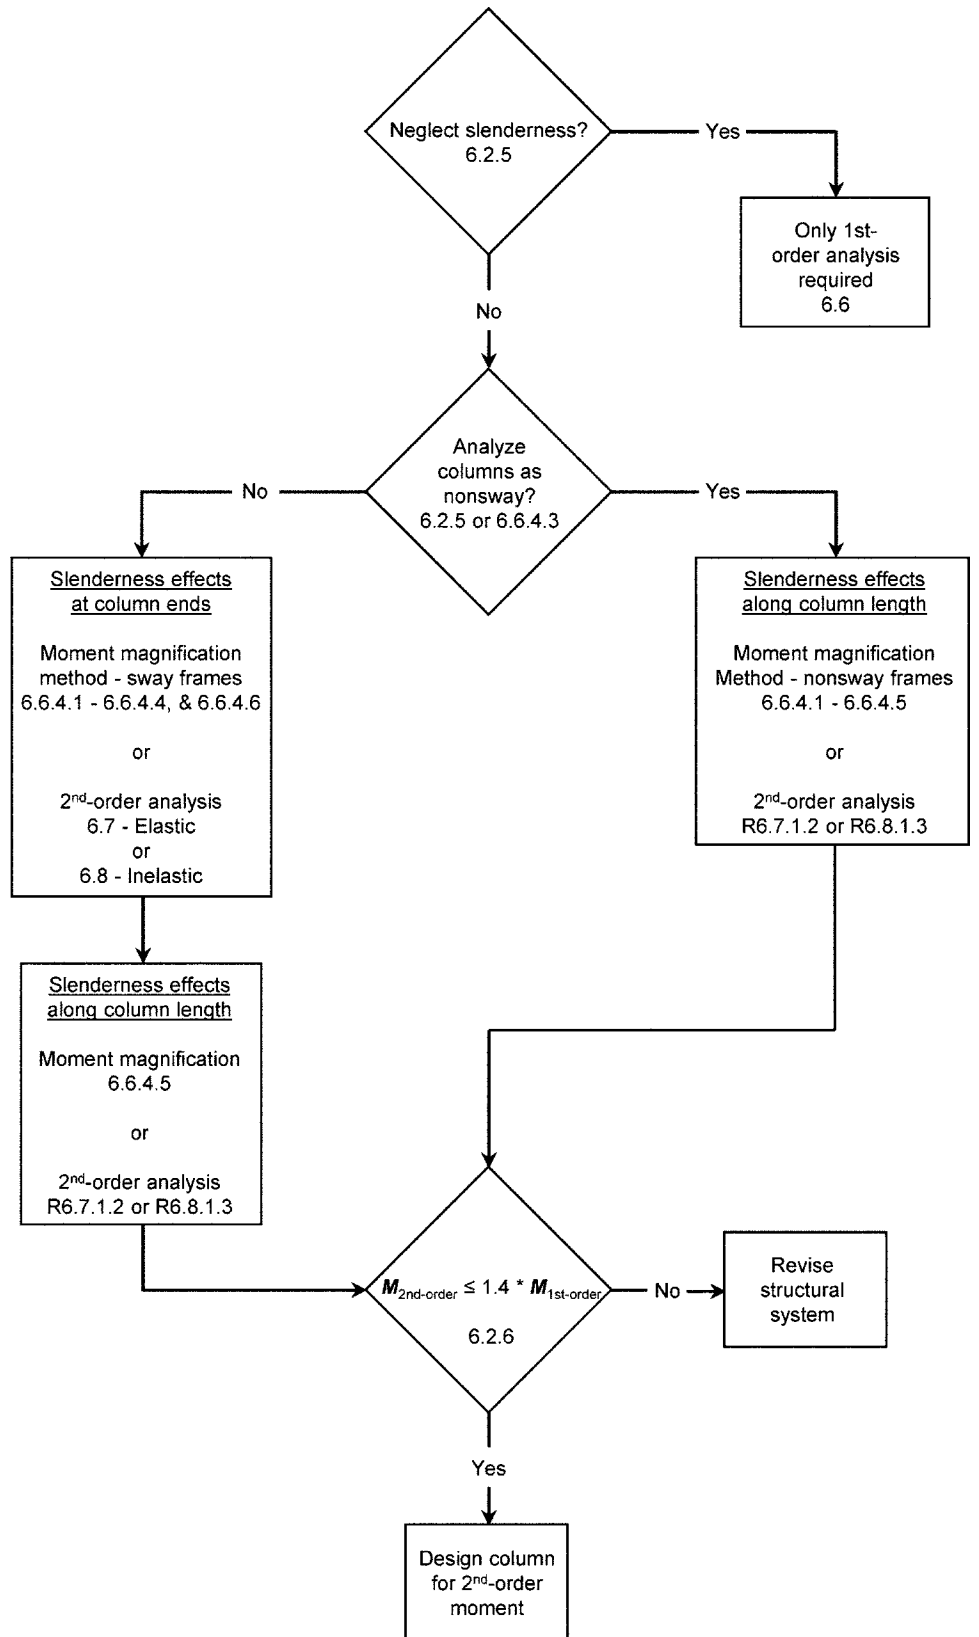 Neglect slenderness?
6.2.5
Yes
Only 1st-
order analysis
required
6.6
No
Analyze
columns as
nonsway?
6.2.5 or 6.6.4.3
No
Yes
Slenderness effects
at column ends
Moment magnification
method - sway frames
6.6.4.1 - 6.6.4.4, & 6.6.4.6
or
2nd-order analysis
6.7 - Elastic
or
6.8 - Inelastic
Slenderness effects
along column length
Moment magnification
Method - nonsway frames
6.6.4.1 - 6.6.4.5
or
2nd-order analysis
R6.7.1.2 or R6.8.1.3
Slenderness effects
along column length
Moment magnification
6.6.4.5
or
2nd-order analysis
R6.7.1.2 or R6.8.1.3
M2nd-order ≤ 1.4 * M1st-order
6.2.6
No
Revise
structural
system
Yes
Design column
for 2nd-order
moment